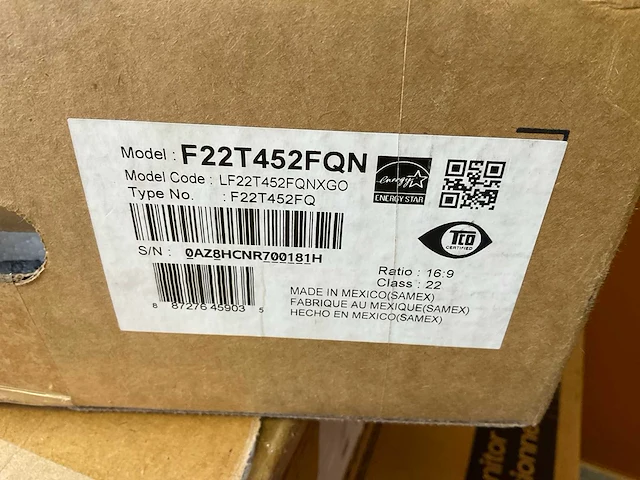 Model : F22T452FQN
Model Code : LF22T452FQNXGO
Type No. : F22T452FQ
energy
ENERGY STAR
TCO
CERTIFIED
S/N : 0AZ8HCNR700181H
Ratio : 16:9
Class : 22
8 87276 45903 5
MADE IN MEXICO(SAMEX)
FABRIQUE AU MEXIQUE(SAMEX)
HECHO EN MEXICO(SAMEX)